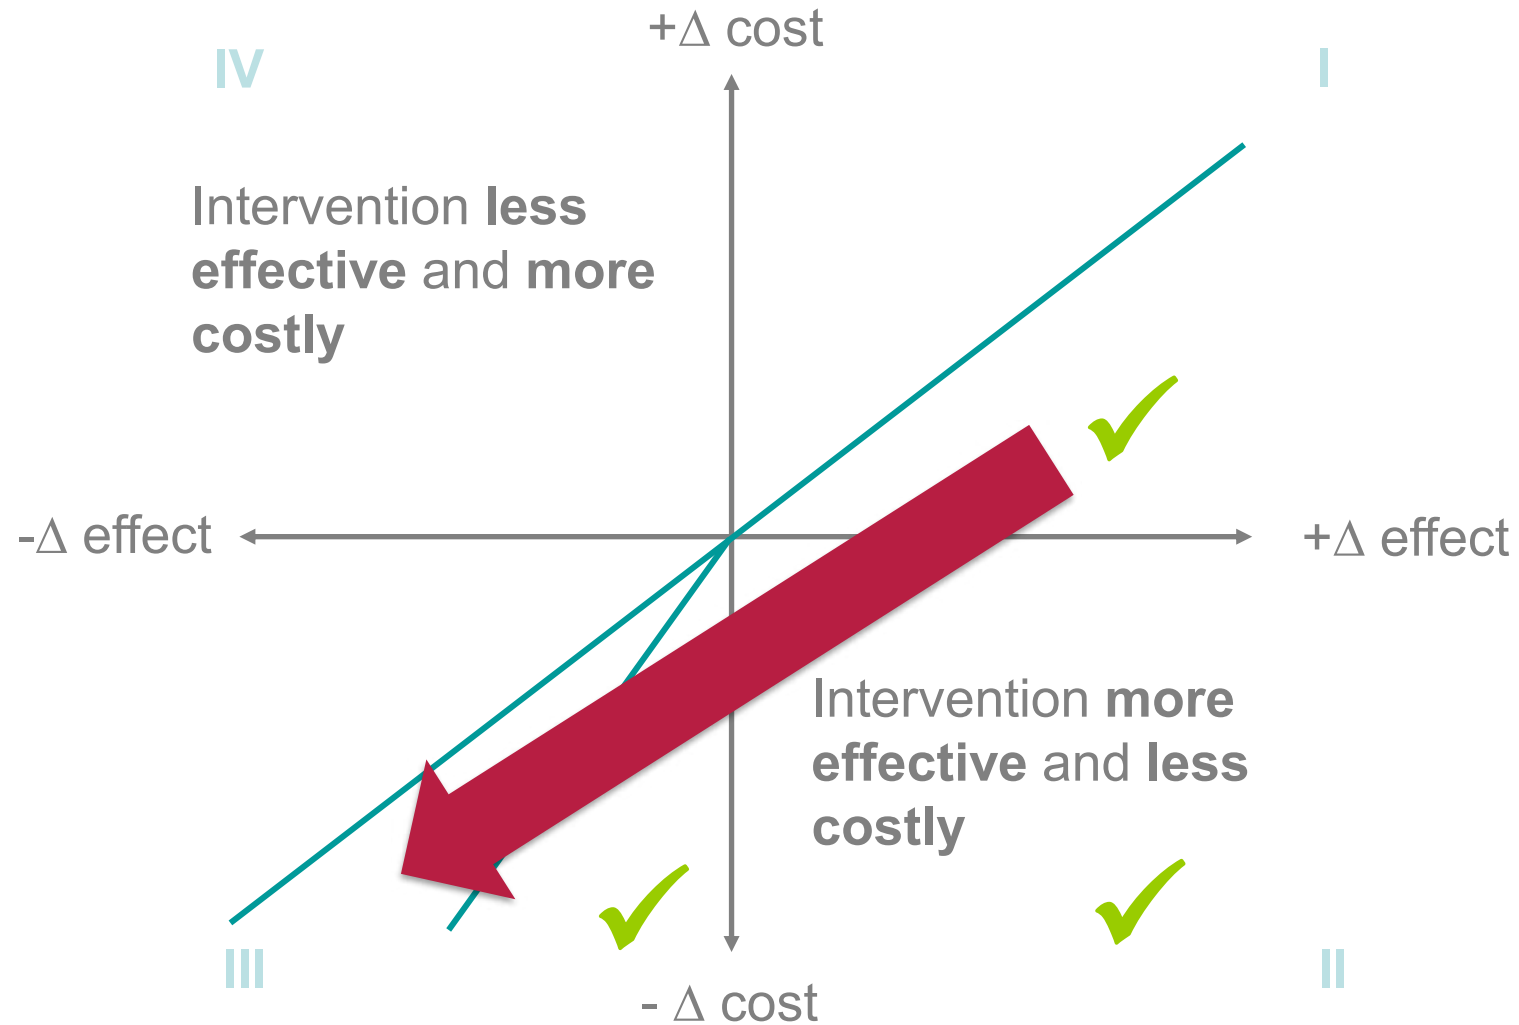 +Δ cost
IV
I
Intervention less
effective and more
costly
-Δ effect
+Δ effect
Intervention more
effective and less
costly
III
II
- Δ cost